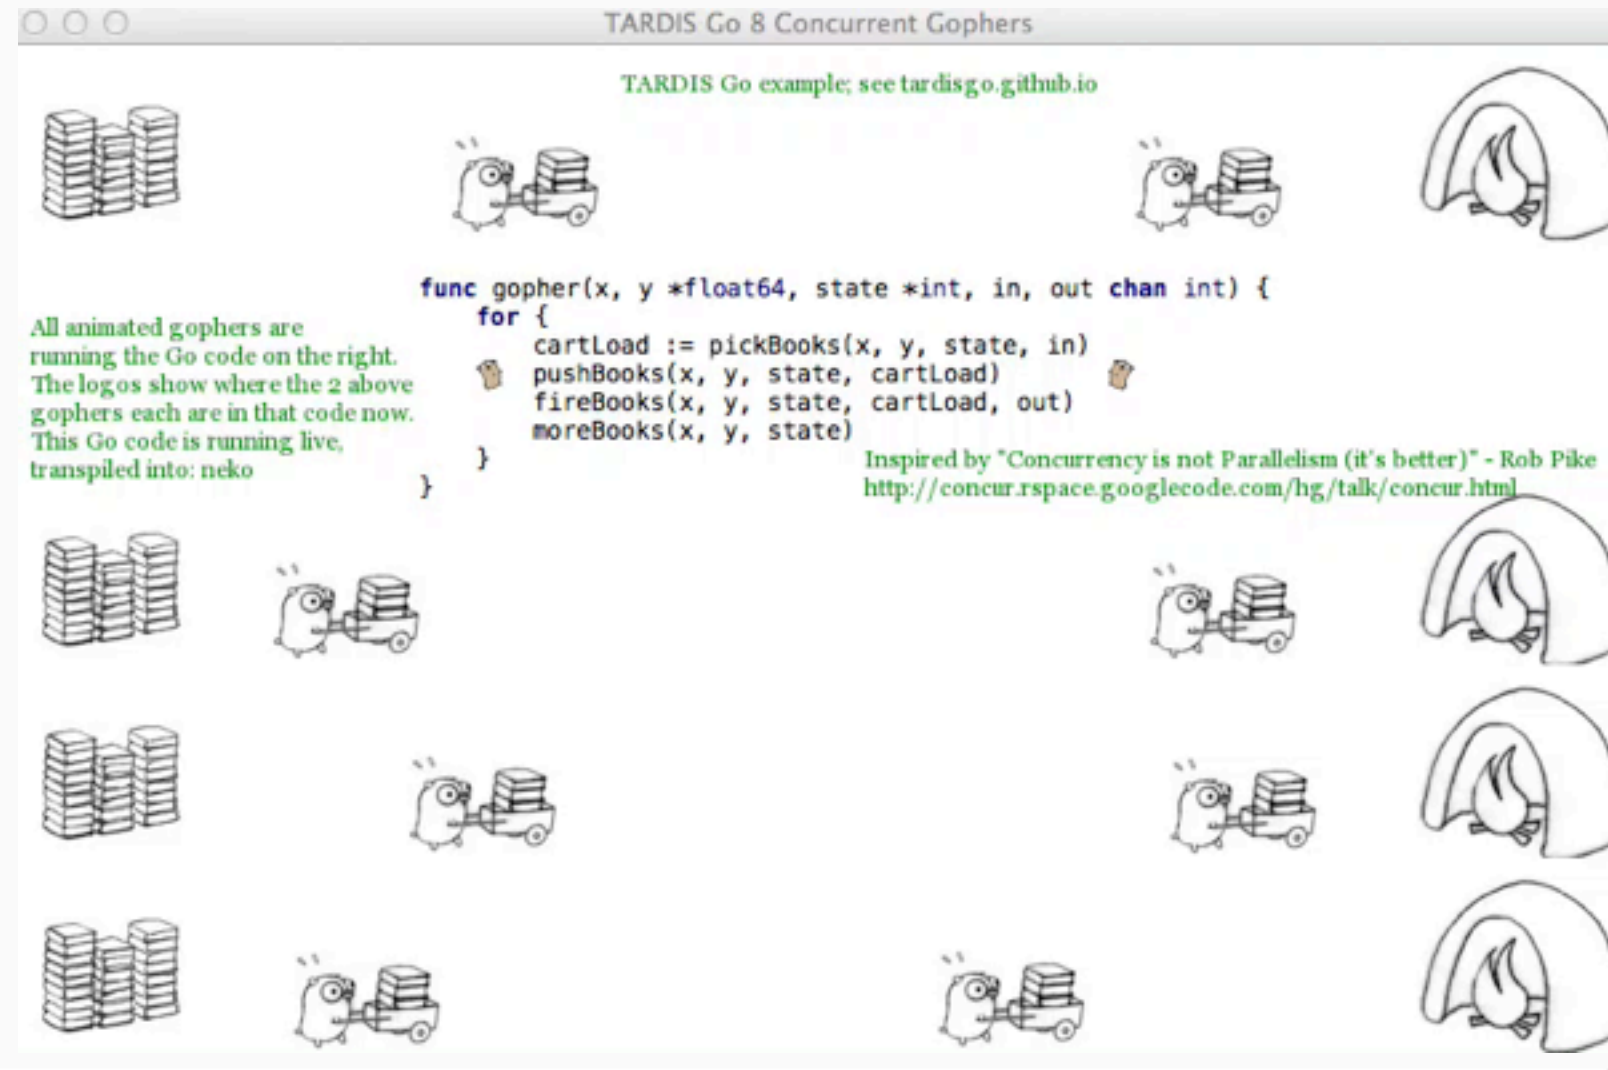 TARDIS Go 8 Concurrent Gophers
TARDIS Go example; see tardisgo.github.io
func gopher(x, y *float64, state *int, in, out chan int) {
for {
cartLoad := pickBooks(x, y, state, in)
pushBooks(x, y, state, cartLoad)
fireBooks(x, y, state, cartLoad, out)
moreBooks(x, y, state)
}
}
All animated gophers are
running the Go code on the right.
The logos show where the 2 above
gophers each are in that code now.
This Go code is running live,
transpiled into: neko
Inspired by "Concurrency is not Parallelism (it's better)" - Rob Pike
http://concur.rspace.googlecode.com/hg/talk/concur.html